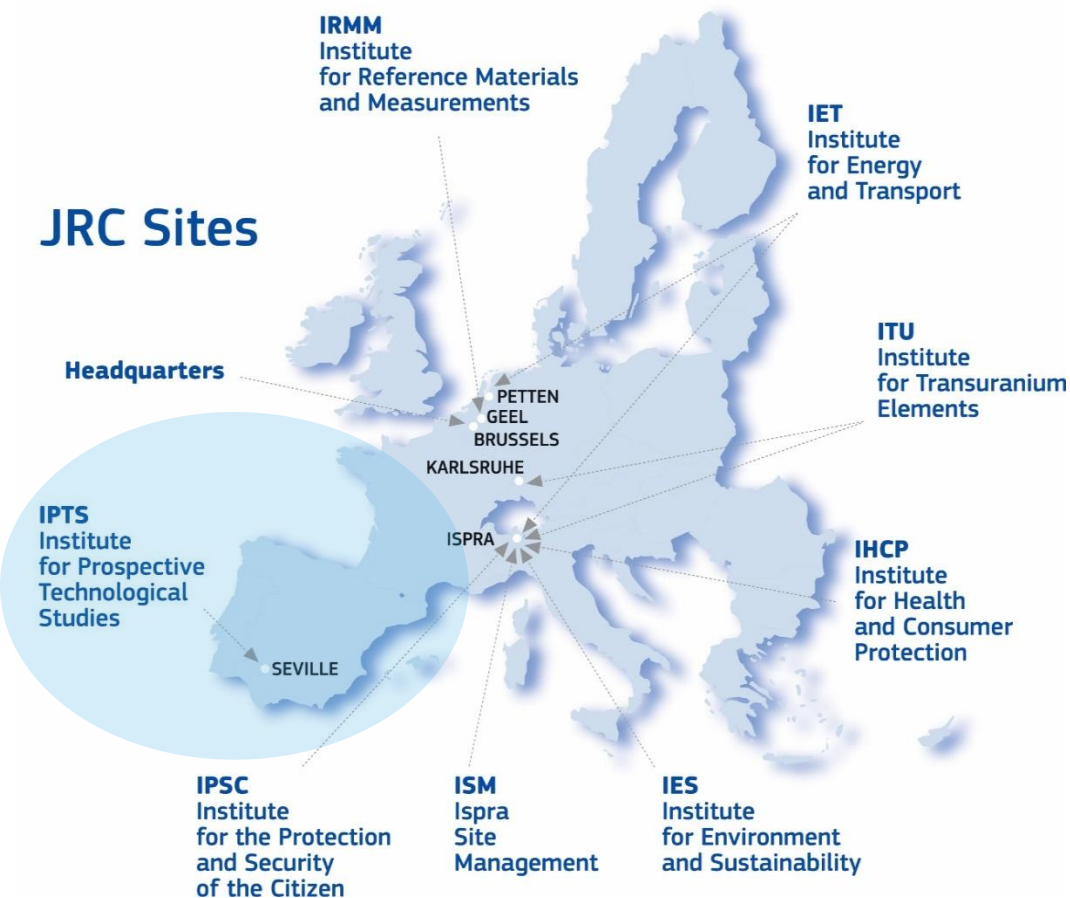 IRMM
Institute
for Reference Materials
and Measurements
IET
Institute
for Energy
and Transport
JRC Sites
ITU
Institute
for Transuranium
Elements
Headquarters
PETTEN
GEEL
BRUSSELS
KARLSRUHE
IPTS
Institute
for Prospective
Technological
Studies
ISPRA
IHCP
Institute
for Health
and Consumer
Protection
SEVILLE
IPSC
Institute
for the Protection
and Security
of the Citizen
ISM
Ispra
Site
Management
IES
Institute
for Environment
and Sustainability